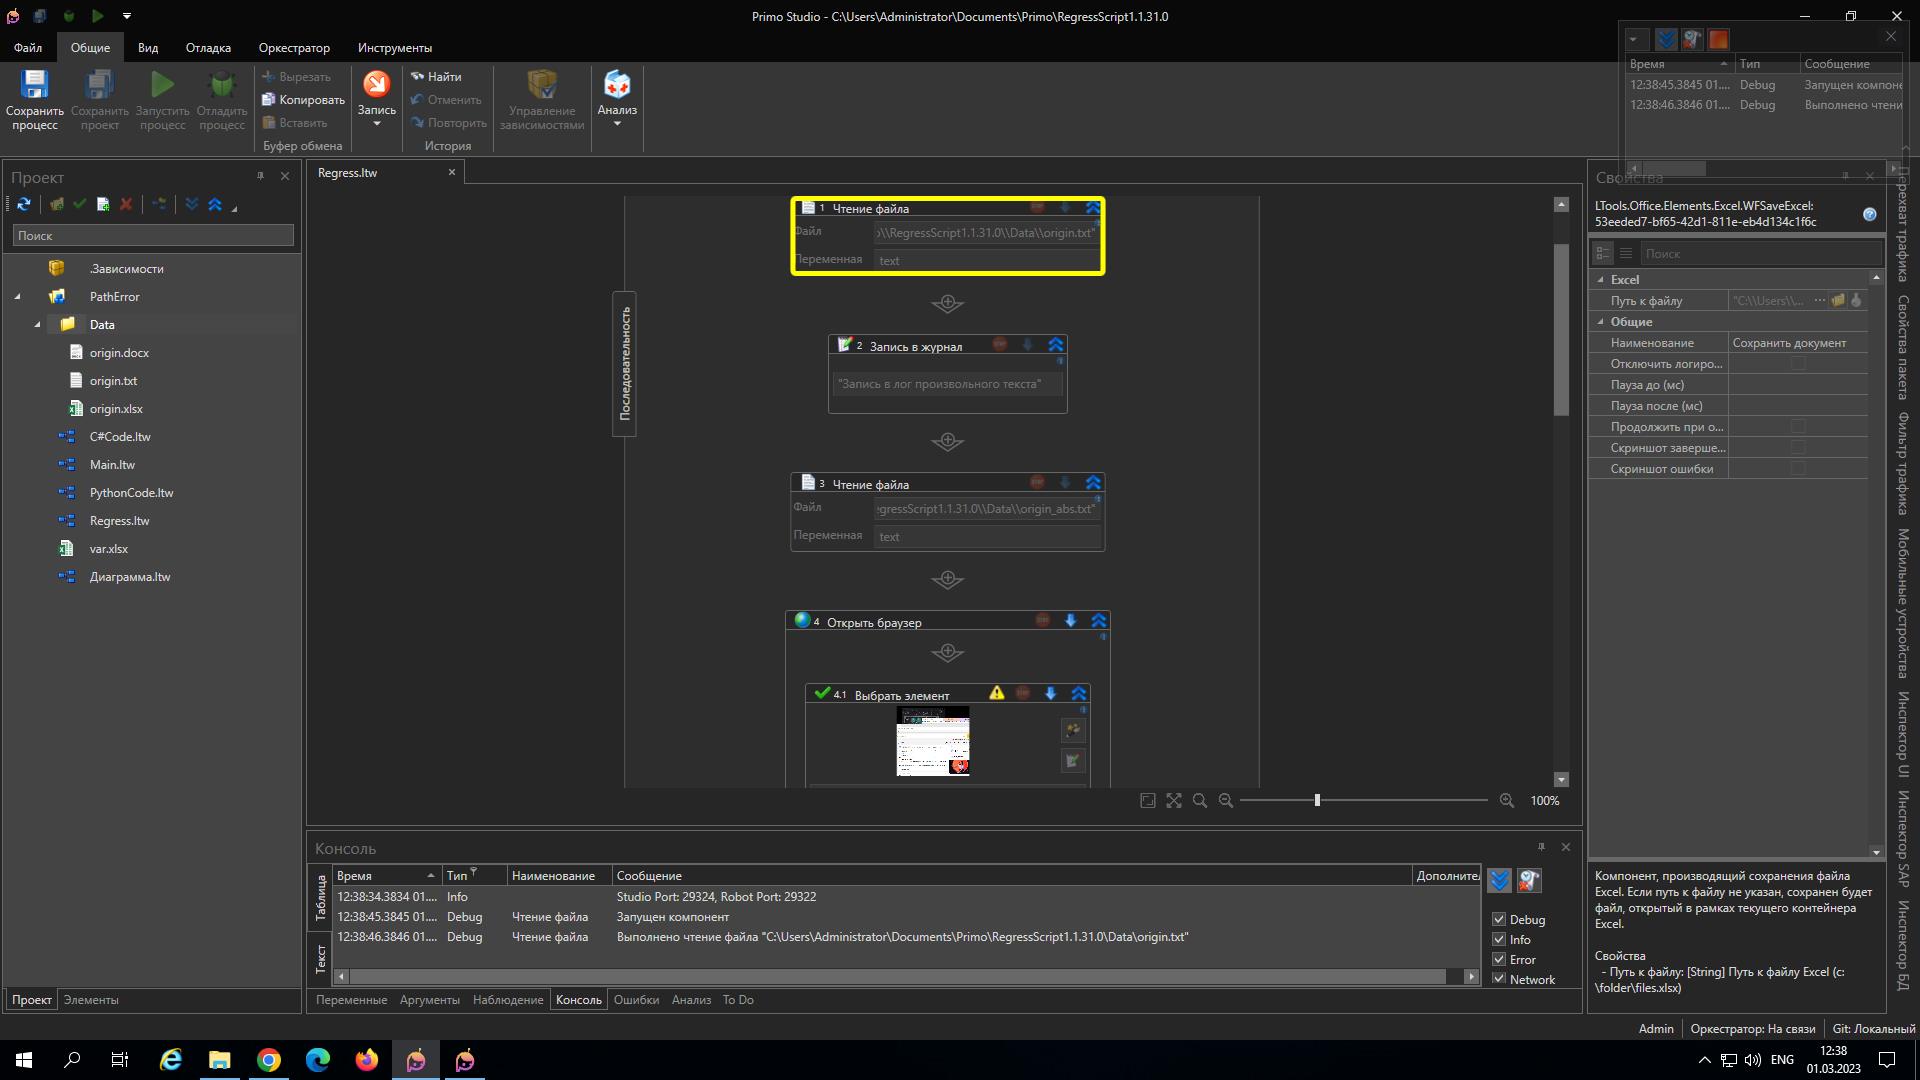 Primo Studio - C:\Users\Administrator\Documents\Primo\RegressScript1.1.31.0
Файл
Общие
Вид
Отладка
Оркестратор
Инструменты
Сохранить процесс
Сохранить проект
Запустить процесс
Отладить процесс
Вырезать
Копировать
Вставить
Буфер обмена
Запись
Найти
Отменить
Повторить
История
Управление зависимостями
Анализ
Время Тип Сообщение
12:38:45.3845 01.... Debug Запущен компоне
12:38:46.3846 01.... Debug Выполнено чтени
Проект
Поиск
.Зависимости
PathError
Data
origin.docx
origin.txt
origin.xlsx
C#Code.ltw
Main.ltw
PythonCode.ltw
Regress.ltw
var.xlsx
Диаграмма.ltw
Проект
Элементы
Regress.ltw
Последовательность
1 Чтение файла
Файл \\RegressScript1.1.31.0\\Data\\origin.txt"
Переменная text
2 Запись в журнал
"Запись в лог произвольного текста"
3 Чтение файла
Файл egressScript1.1.31.0\\Data\\origin_abs.txt"
Переменная text
4 Открыть браузер
4.1 Выбрать элемент
100%
Консоль
Таблица
Текст
Время Тип Наименование Сообщение Дополнител
12:38:34.3834 01.... Info Studio Port: 29324, Robot Port: 29322
12:38:45.3845 01.... Debug Чтение файла Запущен компонент
12:38:46.3846 01.... Debug Чтение файла Выполнено чтение файла "C:\Users\Administrator\Documents\Primo\RegressScript1.1.31.0\Data\origin.txt"
Debug
Info
Error
Network
Переменные
Аргументы
Наблюдение
Консоль
Ошибки
Анализ
To Do
Свойства
LTools.Office.Elements.Excel.WFSaveExcel:
53eeded7-bf65-42d1-811e-eb4d134c1f6c
Поиск
Excel
Путь к файлу "C:\\Users\\... ...
Общие
Наименование Сохранить документ
Отключить логиро...
Пауза до (мс)
Пауза после (мс)
Продолжить при о...
Скриншот заверше...
Скриншот ошибки
Компонент, производящий сохранения файла
Excel. Если путь к файлу не указан, сохранен будет
файл, открытый в рамках текущего контейнера
Excel.
Свойства
- Путь к файлу: [String] Путь к файлу Excel (c:
\folder\files.xlsx)
Перехват трафика
Свойства пакета
Фильтр трафика
Мобильные устройства
Инспектор UI
Инспектор SAP
Инспектор БД
Admin
Оркестратор: На связи
Git: Локальный
ENG
12:38
01.03.2023